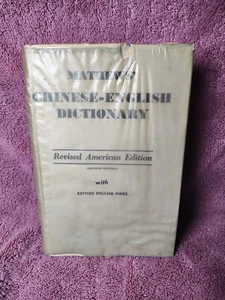 MATHEWS'
CHINESE-ENGLISH
DICTIONARY
Revised American Edition
with
REVISED ENGLISH INDEX